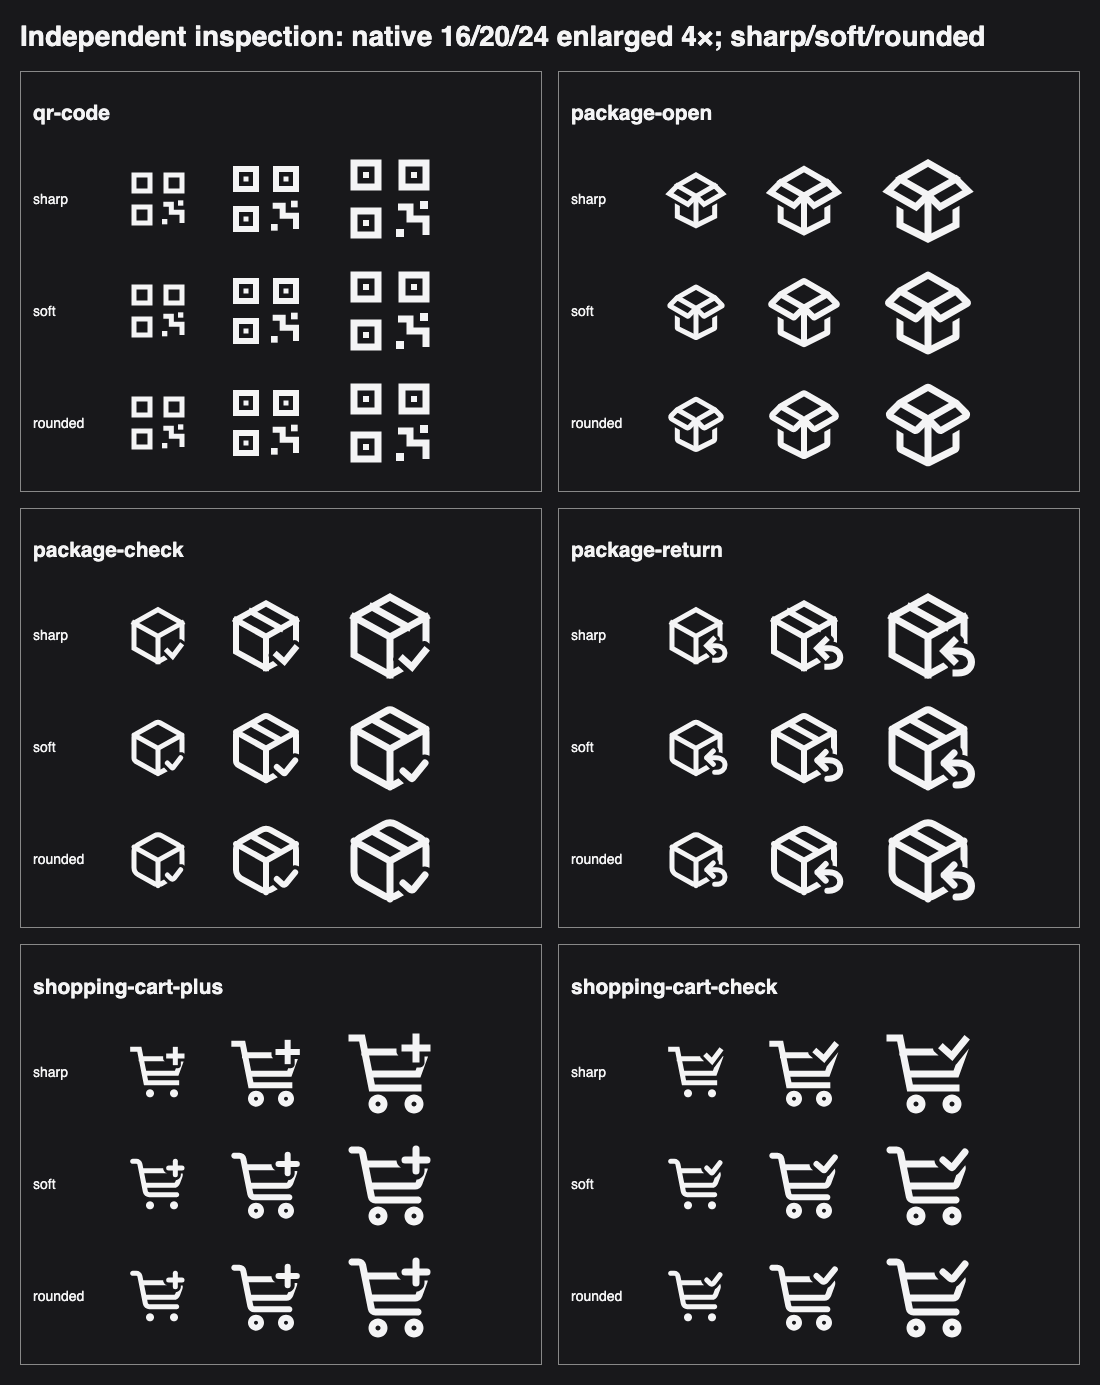 Independent inspection: native 16/20/24 enlarged 4×; sharp/soft/rounded
qr-code
sharp
soft
rounded
package-open
sharp
soft
rounded
package-check
sharp
soft
rounded
package-return
sharp
soft
rounded
shopping-cart-plus
sharp
soft
rounded
shopping-cart-check
sharp
soft
rounded